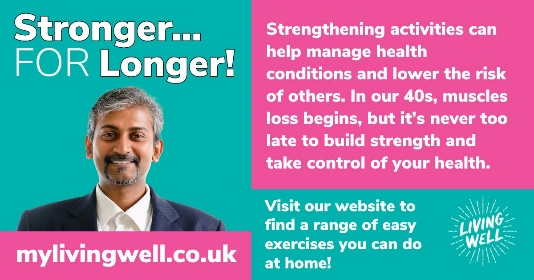 Stronger...
FOR Longer!
mylivingwell.co.uk
Strengthening activities can
help manage health
conditions and lower the risk
of others. In our 40s, muscles
loss begins, but it's never too
late to build strength and
take control of your health.
Visit our website to
find a range of easy
exercises you can do
at home!
LIVING
WELL